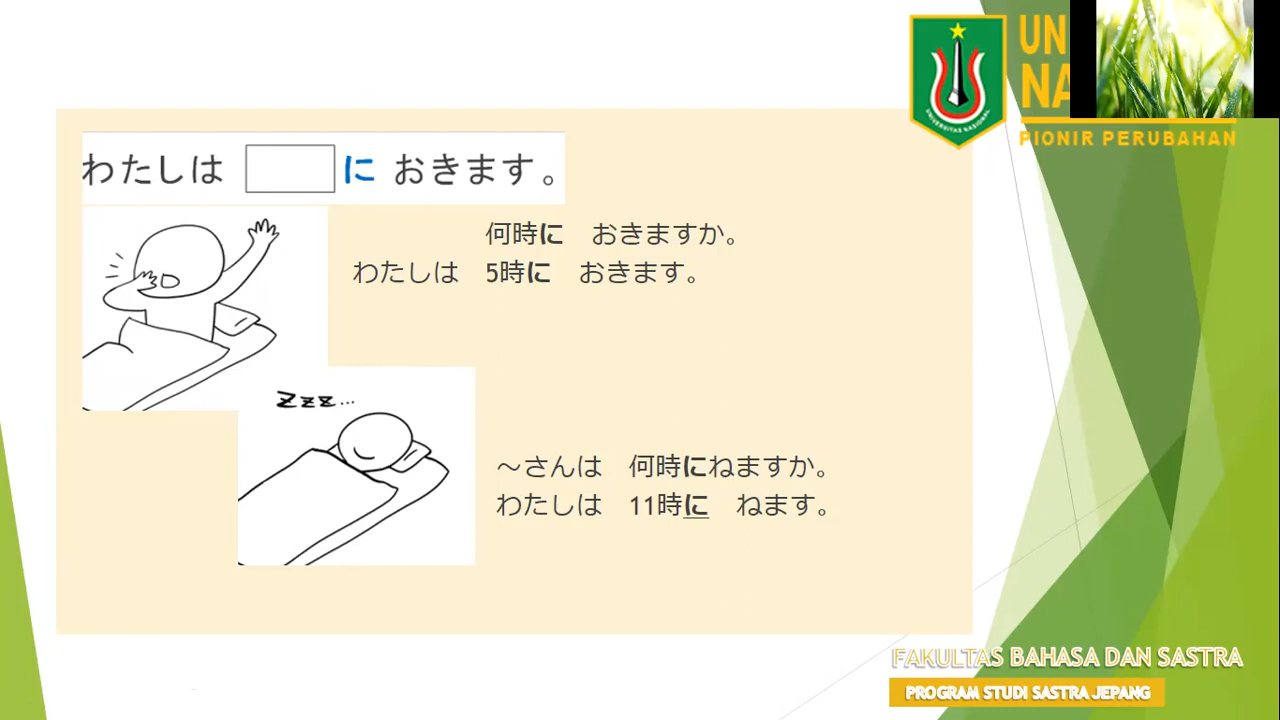 UN
NA
PIONIR PERUBAHAN
UNIVERSITAS NASIONAL
わたしは に おきます。
何時に おきますか。
わたしは 5時に おきます。
Zzz...
～さんは 何時にねますか。
わたしは 11時に ねます。
FAKULTAS BAHASA DAN SASTRA
PROGRAM STUDI SASTRA JEPANG